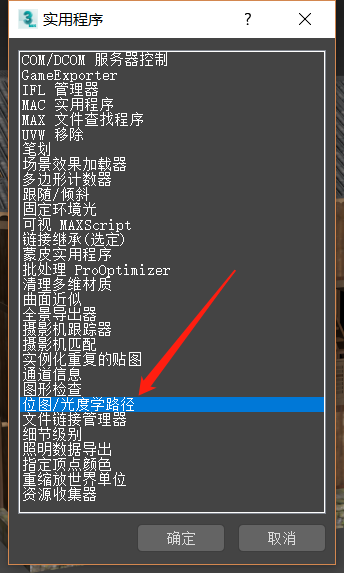 实用程序
COM/DCOM 服务器控制
GameExporter
IFL 管理器
MAC 实用程序
MAX 文件查找程序
UVW 移除
笔划
场景效果加载器
多边形计数器
跟随/倾斜
固定环境光
可视 MAXScript
链接继承(选定)
蒙皮实用程序
批处理 ProOptimizer
清理多维材质
曲面近似
全景导出器
摄影机跟踪器
摄影机匹配
实例化重复的贴图
通道信息
图形检查
位图/光度学路径
文件链接管理器
细节级别
照明数据导出
指定顶点颜色
重缩放世界单位
资源收集器
确定
取消